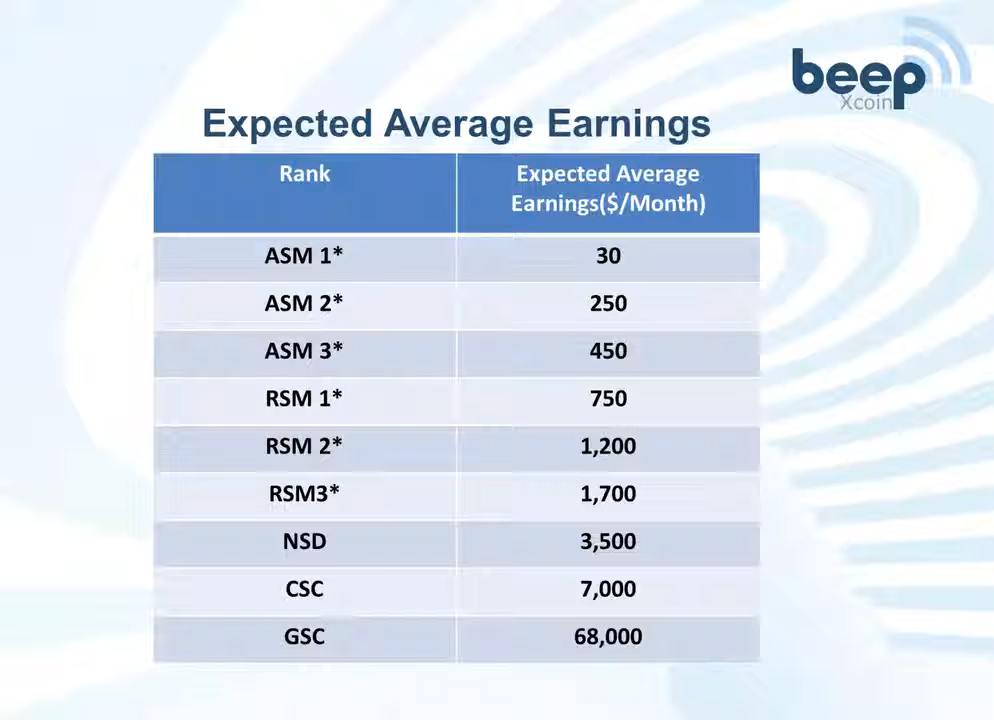 beep
Xcoin
Expected Average Earnings
Rank Expected Average
Earnings($/Month)
ASM 1* 30
ASM 2* 250
ASM 3* 450
RSM 1* 750
RSM 2* 1,200
RSM3* 1,700
NSD 3,500
CSC 7,000
GSC 68,000